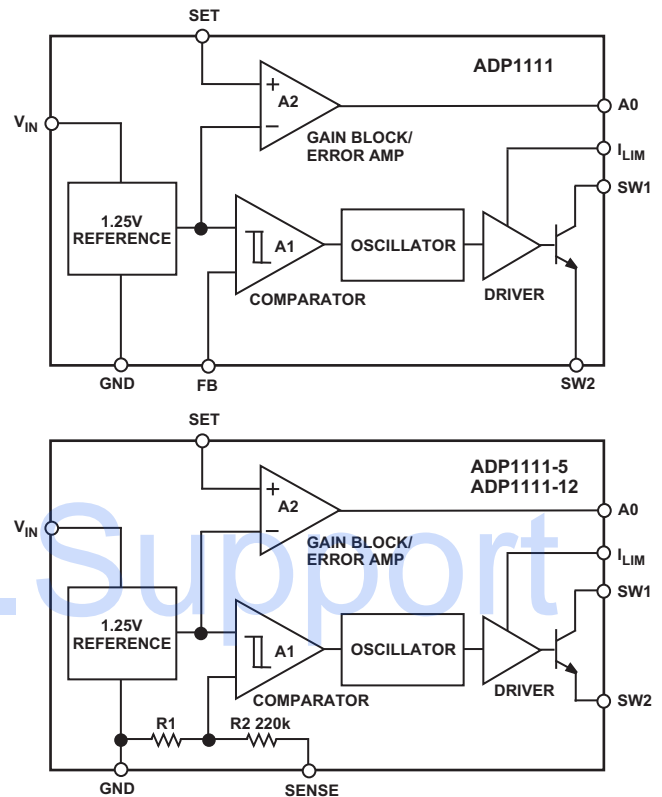 SET
ADP1111
A2
A0
VIN
GAIN BLOCK/
ERROR AMP
ILIM
SW1
1.25V
REFERENCE
A1
OSCILLATOR
COMPARATOR
DRIVER
GND
FB
SW2
SET
ADP1111-5
ADP1111-12
A2
A0
VIN
GAIN BLOCK/
ERROR AMP
ILIM
SW1
1.25V
REFERENCE
A1
OSCILLATOR
COMPARATOR
DRIVER
SW2
R1
R2 220k
GND
SENSE
.Support